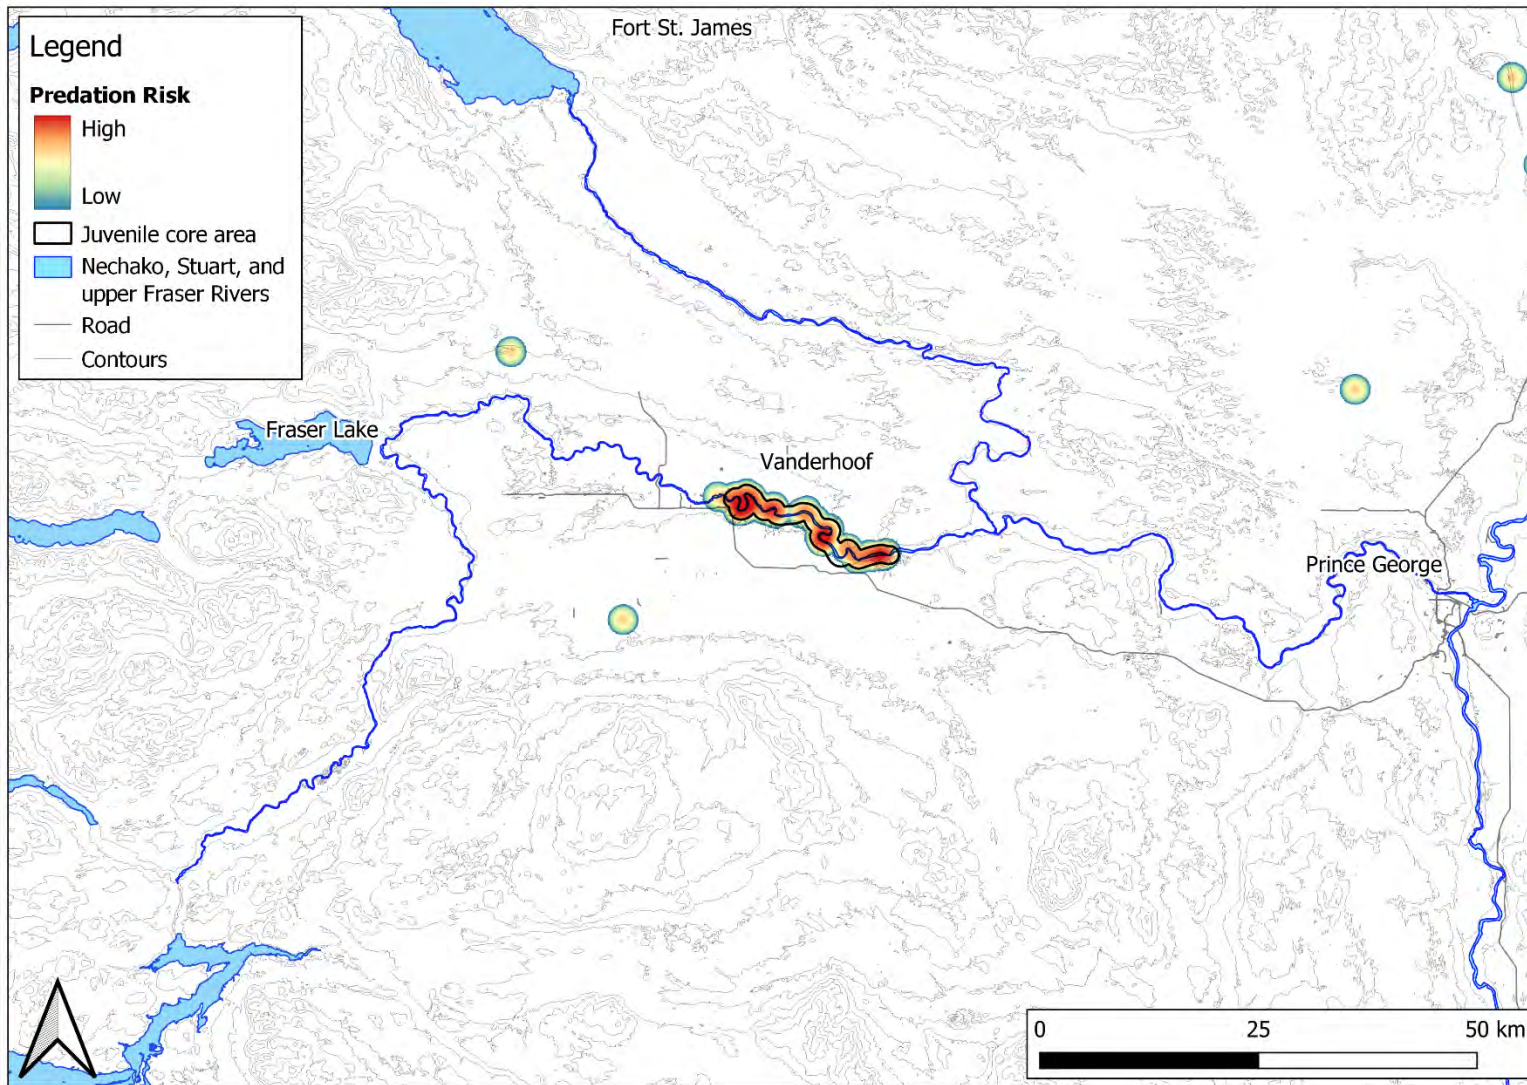 Fort St. James
Legend
Predation Risk
High
Low
Juvenile core area
Nechako, Stuart, and
upper Fraser Rivers
Road
Contours
Fraser Lake
Vanderhoof
Prince George
0 25 50 km